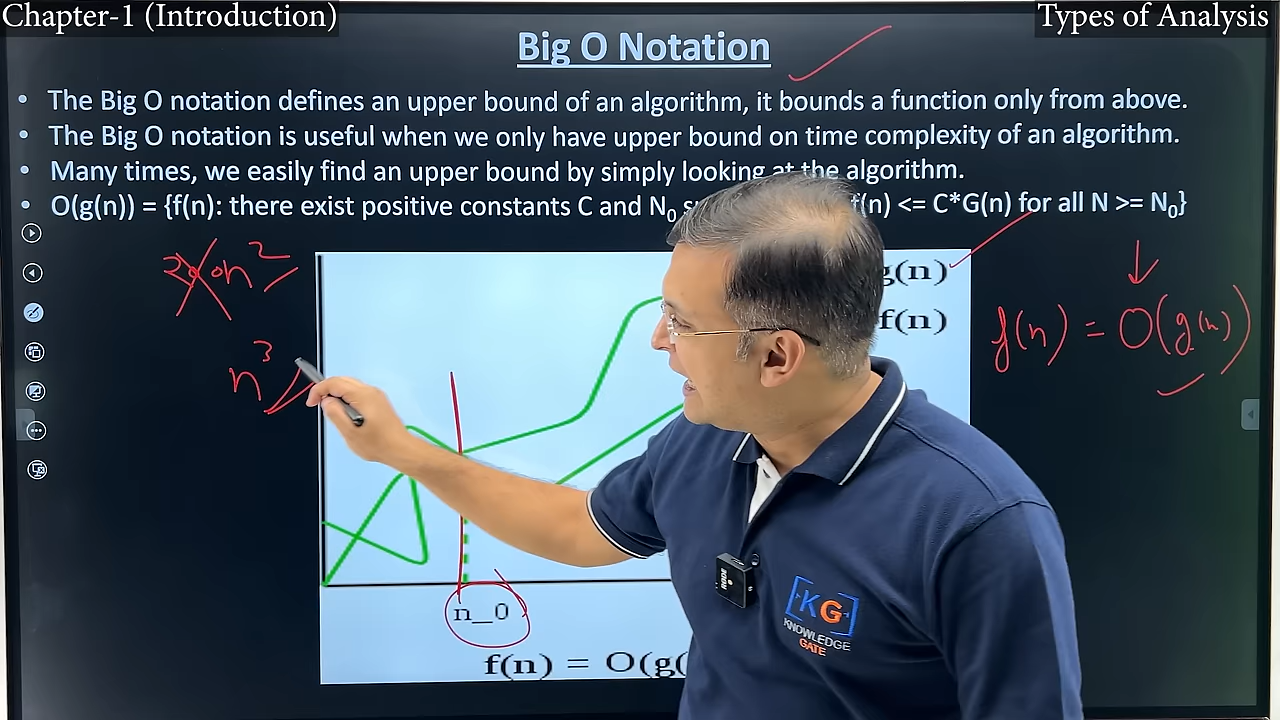 Chapter-1 (Introduction)
Types of Analysis
Big O Notation
• The Big O notation defines an upper bound of an algorithm, it bounds a function only from above.
• The Big O notation is useful when we only have upper bound on time complexity of an algorithm.
• Many times, we easily find an upper bound by simply looking at the algorithm.
• O(g(n)) = {f(n): there exist positive constants C and N₀ f(n) <= C*G(n) for all N >= N₀}
n²
n³
g(n)
f(n)
f(n) = O(g(n))
n_0
f(n) = O(g(
KG
KNOWLEDGE
GATE
RODE